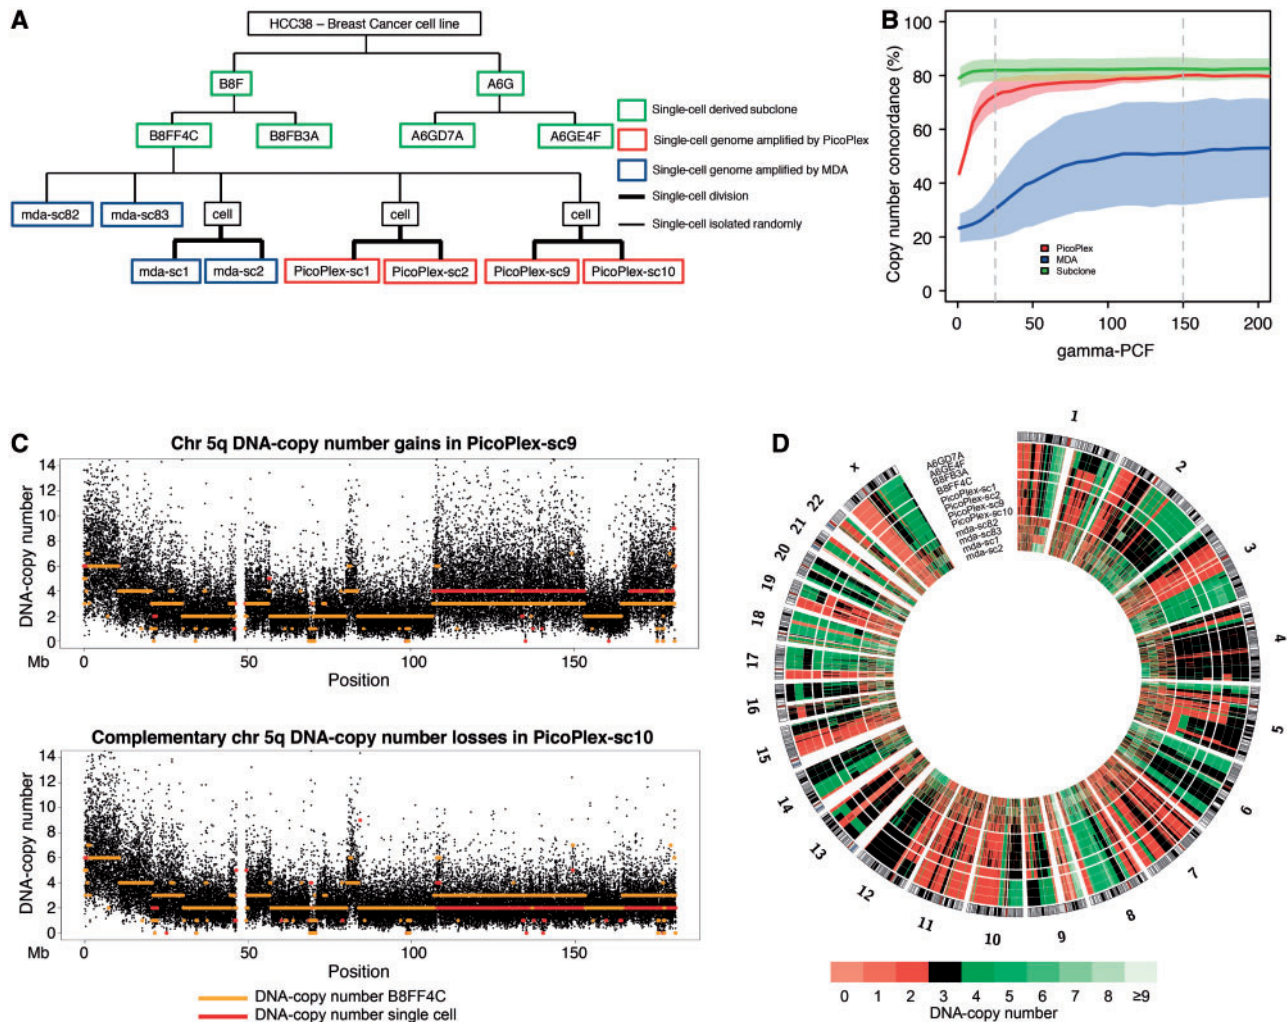 A
HCC38 – Breast Cancer cell line
B8F
A6G
B8FF4C
B8FB3A
A6GD7A
A6GE4F
mda-sc82
mda-sc83
cell
cell
cell
mda-sc1
mda-sc2
PicoPlex-sc1
PicoPlex-sc2
PicoPlex-sc9
PicoPlex-sc10
Single-cell derived subclone
Single-cell genome amplified by PicoPlex
Single-cell genome amplified by MDA
Single-cell division
Single-cell isolated randomly
B
Copy number concordance (%)
100
80
60
40
20
0
PicoPlex
MDA
Subclone
0
50
100
150
200
gamma-PCF
C
Chr 5q DNA-copy number gains in PicoPlex-sc9
DNA-copy number
14
12
10
8
6
4
2
0
Mb
0
50
100
150
Position
Complementary chr 5q DNA-copy number losses in PicoPlex-sc10
DNA-copy number
14
12
10
8
6
4
2
0
Mb
0
50
100
150
Position
DNA-copy number B8FF4C
DNA-copy number single cell
D
A6GD7A
A6GE4F
B8FB3A
B8FF4C
PicoPlex-sc1
PicoPlex-sc2
PicoPlex-sc9
PicoPlex-sc10
mda-sc82
mda-sc83
mda-sc1
mda-sc2
1
2
3
4
5
6
7
8
9
10
11
12
13
14
15
16
17
18
19
20
21
22
x
0 1 2 3 4 5 6 7 8 ≥9
DNA-copy number